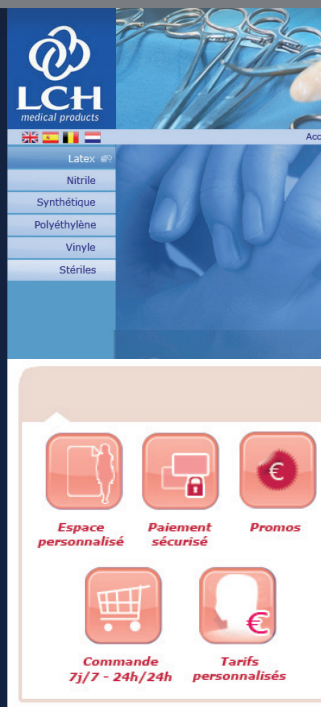 LCH
medical products
Acc
Latex
Nitrile
Synthétique
Polyéthylène
Vinyle
Stériles
€
Espace
personnalisé
Paiement
sécurisé
Promos
€
Commande
7j/7 - 24h/24h
Tarifs
personnalisés